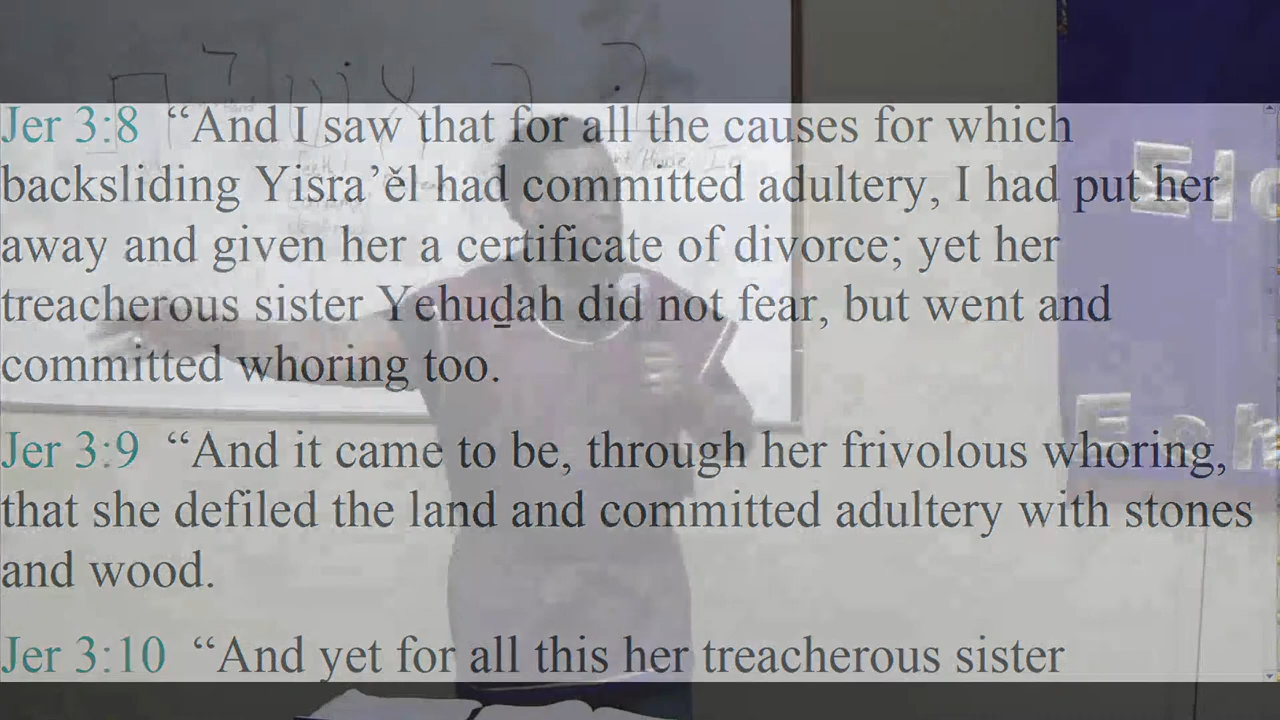 Jer 3:8 “And I saw that for all the causes for which
backsliding Yisra’ĕl had committed adultery, I had put her
away and given her a certificate of divorce; yet her
treacherous sister Yehuḏah did not fear, but went and
committed whoring too.
Jer 3:9 “And it came to be, through her frivolous whoring,
that she defiled the land and committed adultery with stones
and wood.
Jer 3:10 “And yet for all this her treacherous sister